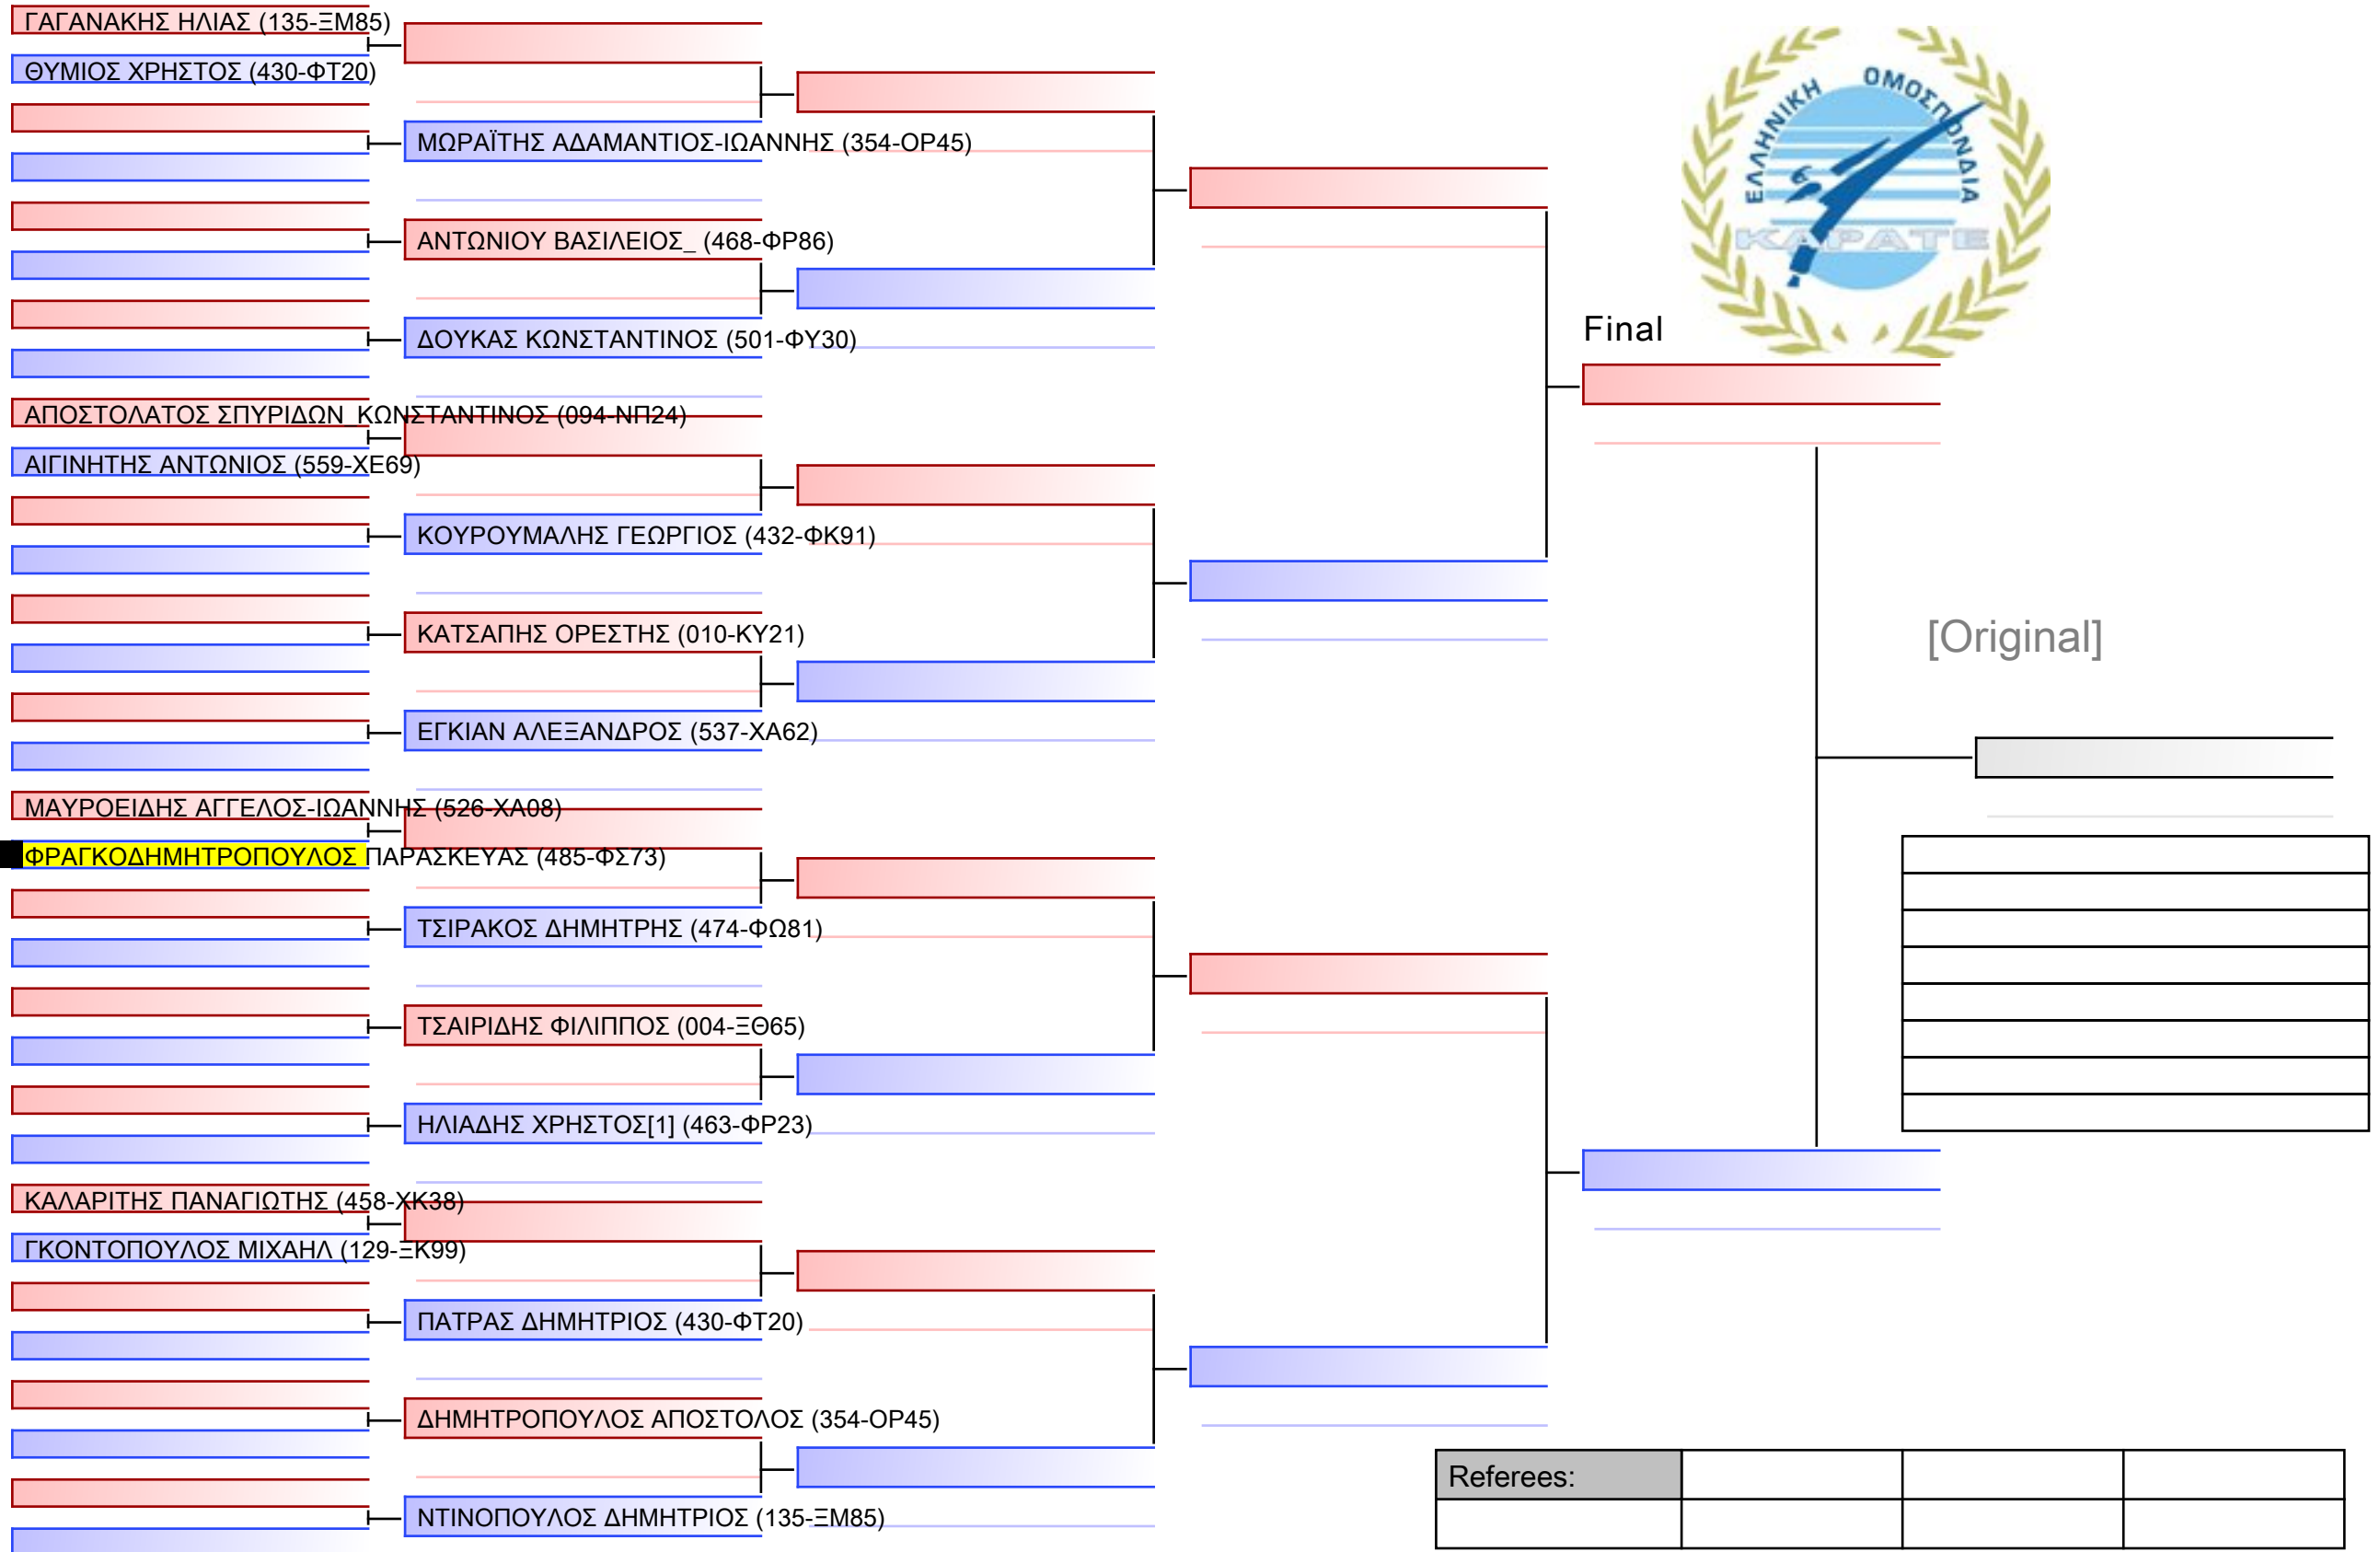 ΓΑΓΑΝΑΚΗΣ ΗΛΙΑΣ (135-ΞΜ85)
ΘΥΜΙΟΣ ΧΡΗΣΤΟΣ (430-ΦΤ20)
ΜΩΡΑΪΤΗΣ ΑΔΑΜΑΝΤΙΟΣ-ΙΩΑΝΝΗΣ (354-ΟΡ45)
ΑΝΤΩΝΙΟΥ ΒΑΣΙΛΕΙΟΣ_ (468-ΦΡ86)
ΔΟΥΚΑΣ ΚΩΝΣΤΑΝΤΙΝΟΣ (501-ΦΥ30)
ΑΠΟΣΤΟΛΑΤΟΣ ΣΠΥΡΙΔΩΝ_ΚΩΝΣΤΑΝΤΙΝΟΣ (094-ΝΠ24)
ΑΙΓΙΝΗΤΗΣ ΑΝΤΩΝΙΟΣ (559-ΧΕ69)
ΚΟΥΡΟΥΜΑΛΗΣ ΓΕΩΡΓΙΟΣ (432-ΦΚ91)
ΚΑΤΣΑΠΗΣ ΟΡΕΣΤΗΣ (010-ΚΥ21)
ΕΓΚΙΑΝ ΑΛΕΞΑΝΔΡΟΣ (537-ΧΑ62)
ΜΑΥΡΟΕΙΔΗΣ ΑΓΓΕΛΟΣ-ΙΩΑΝΝΗΣ (526-ΧΑ08)
ΦΡΑΓΚΟΔΗΜΗΤΡΟΠΟΥΛΟΣ ΠΑΡΑΣΚΕΥΑΣ (485-ΦΣ73)
ΤΣΙΡΑΚΟΣ ΔΗΜΗΤΡΗΣ (474-ΦΩ81)
ΤΣΑΙΡΙΔΗΣ ΦΙΛΙΠΠΟΣ (004-ΞΘ65)
ΗΛΙΑΔΗΣ ΧΡΗΣΤΟΣ[1] (463-ΦΡ23)
ΚΑΛΑΡΙΤΗΣ ΠΑΝΑΓΙΩΤΗΣ (458-ΧΚ38)
ΓΚΟΝΤΟΠΟΥΛΟΣ ΜΙΧΑΗΛ (129-ΞΚ99)
ΠΑΤΡΑΣ ΔΗΜΗΤΡΙΟΣ (430-ΦΤ20)
ΔΗΜΗΤΡΟΠΟΥΛΟΣ ΑΠΟΣΤΟΛΟΣ (354-ΟΡ45)
ΝΤΙΝΟΠΟΥΛΟΣ ΔΗΜΗΤΡΙΟΣ (135-ΞΜ85)
ΕΛΛΗΝΙΚΗ ΟΜΟΣΠΟΝΔΙΑ
ΚΑΡΑΤΕ
Final
[Original]
Referees: